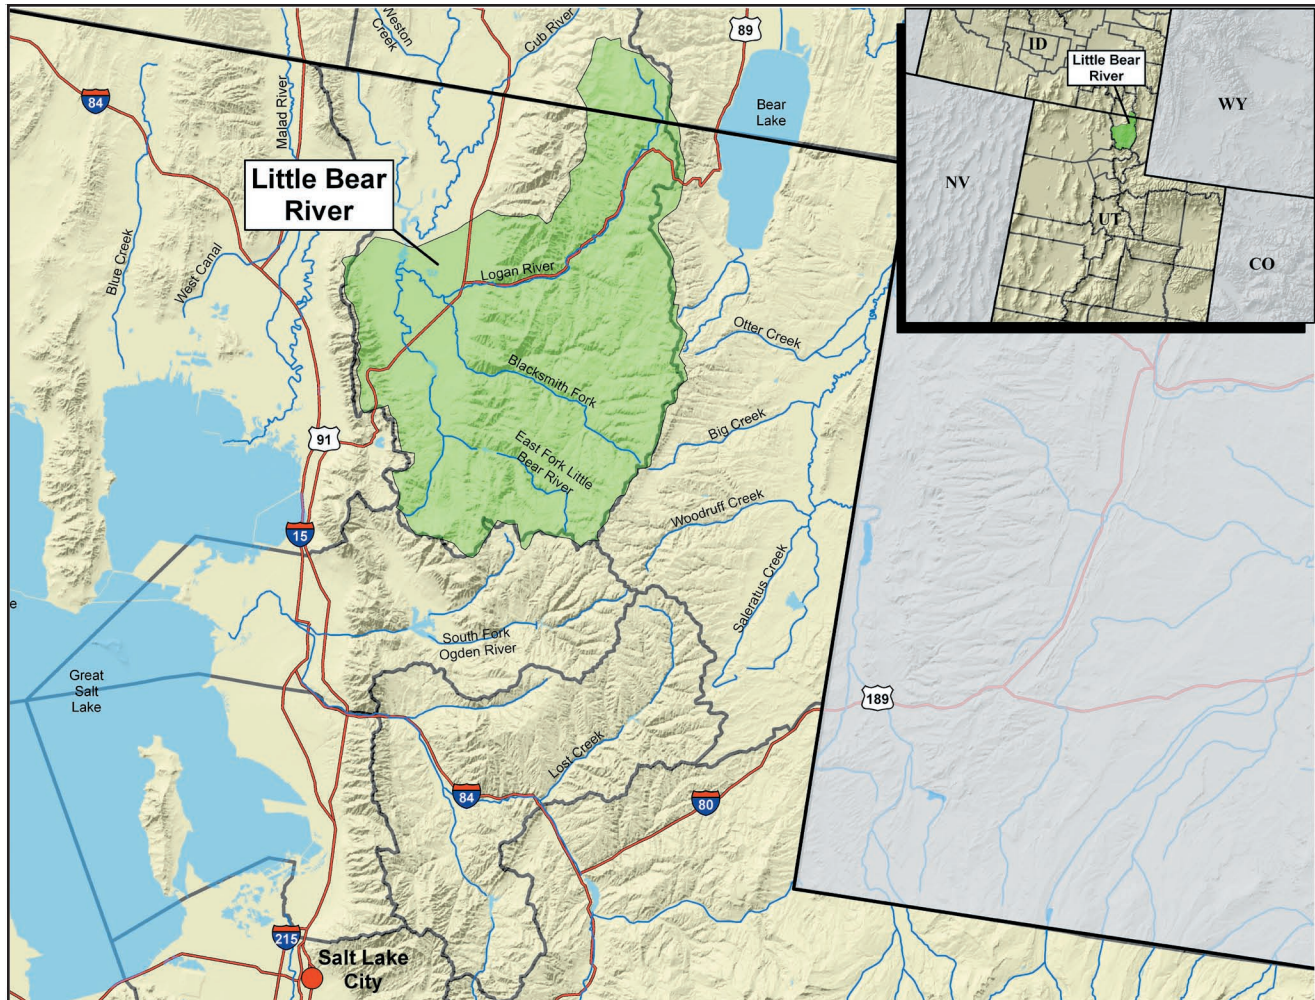 Weston
Creek
Cub River
89
ID
Little Bear
River
WY
84
Malad River
Bear
Lake
NV
UT
CO
Little Bear
River
Blue Creek
West Canal
Logan River
Otter Creek
Blacksmith Fork
Big Creek
91
East Fork Little
Bear River
Woodruff Creek
15
Saleratus Creek
e
South Fork
Ogden River
Great
Salt
Lake
189
Lost Creek
84
80
215
Salt Lake
City